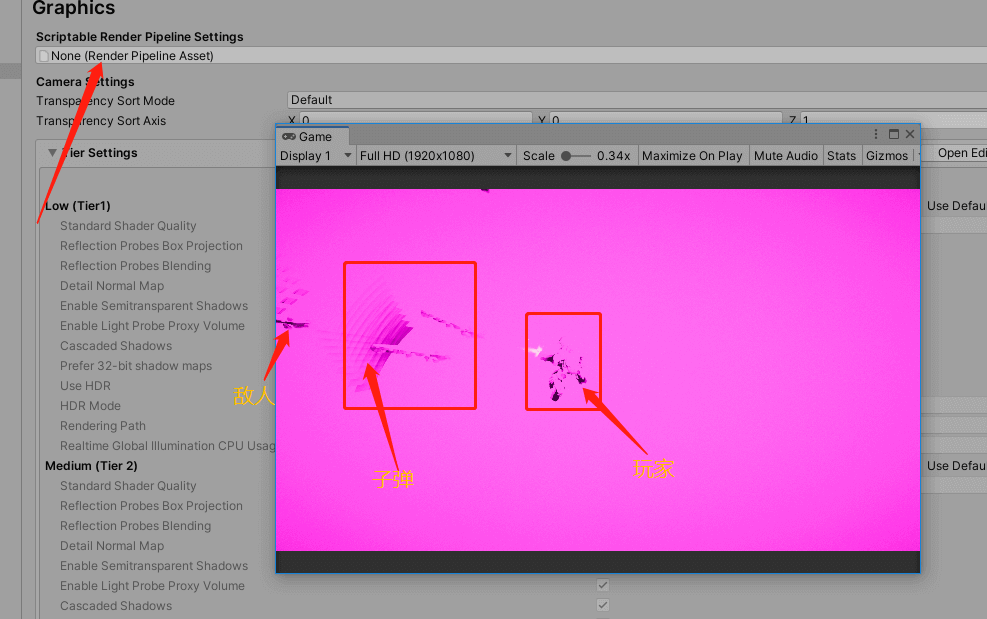 Graphics
Scriptable Render Pipeline Settings
None (Render Pipeline Asset)
Camera Settings
Transparency Sort Mode
Default
Transparency Sort Axis
X 0
Y 0
Z 1
Tier Settings
Open Edi
Low (Tier1)
Use Defau
Standard Shader Quality
Reflection Probes Box Projection
Reflection Probes Blending
Detail Normal Map
Enable Semitransparent Shadows
Enable Light Probe Proxy Volume
Cascaded Shadows
Prefer 32-bit shadow maps
Use HDR
HDR Mode
Rendering Path
Realtime Global Illumination CPU Usag
Medium (Tier 2)
Use Defau
Standard Shader Quality
Reflection Probes Box Projection
Reflection Probes Blending
Detail Normal Map
Enable Semitransparent Shadows
Enable Light Probe Proxy Volume
Cascaded Shadows
Game
Display 1 Full HD (1920x1080) Scale 0.34x Maximize On Play Mute Audio Stats Gizmos
敌人
子弹
玩家